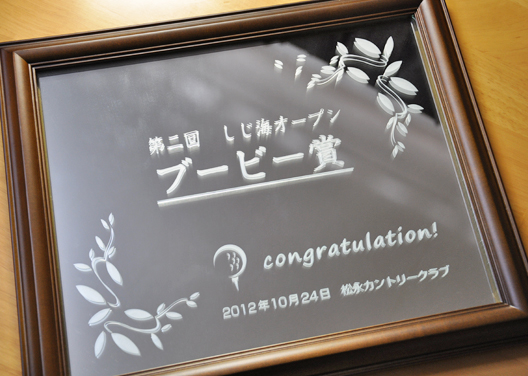 第二回　しじ海オープン
ブービー賞
congratulation!
2012年10月24日　松永カントリークラブ